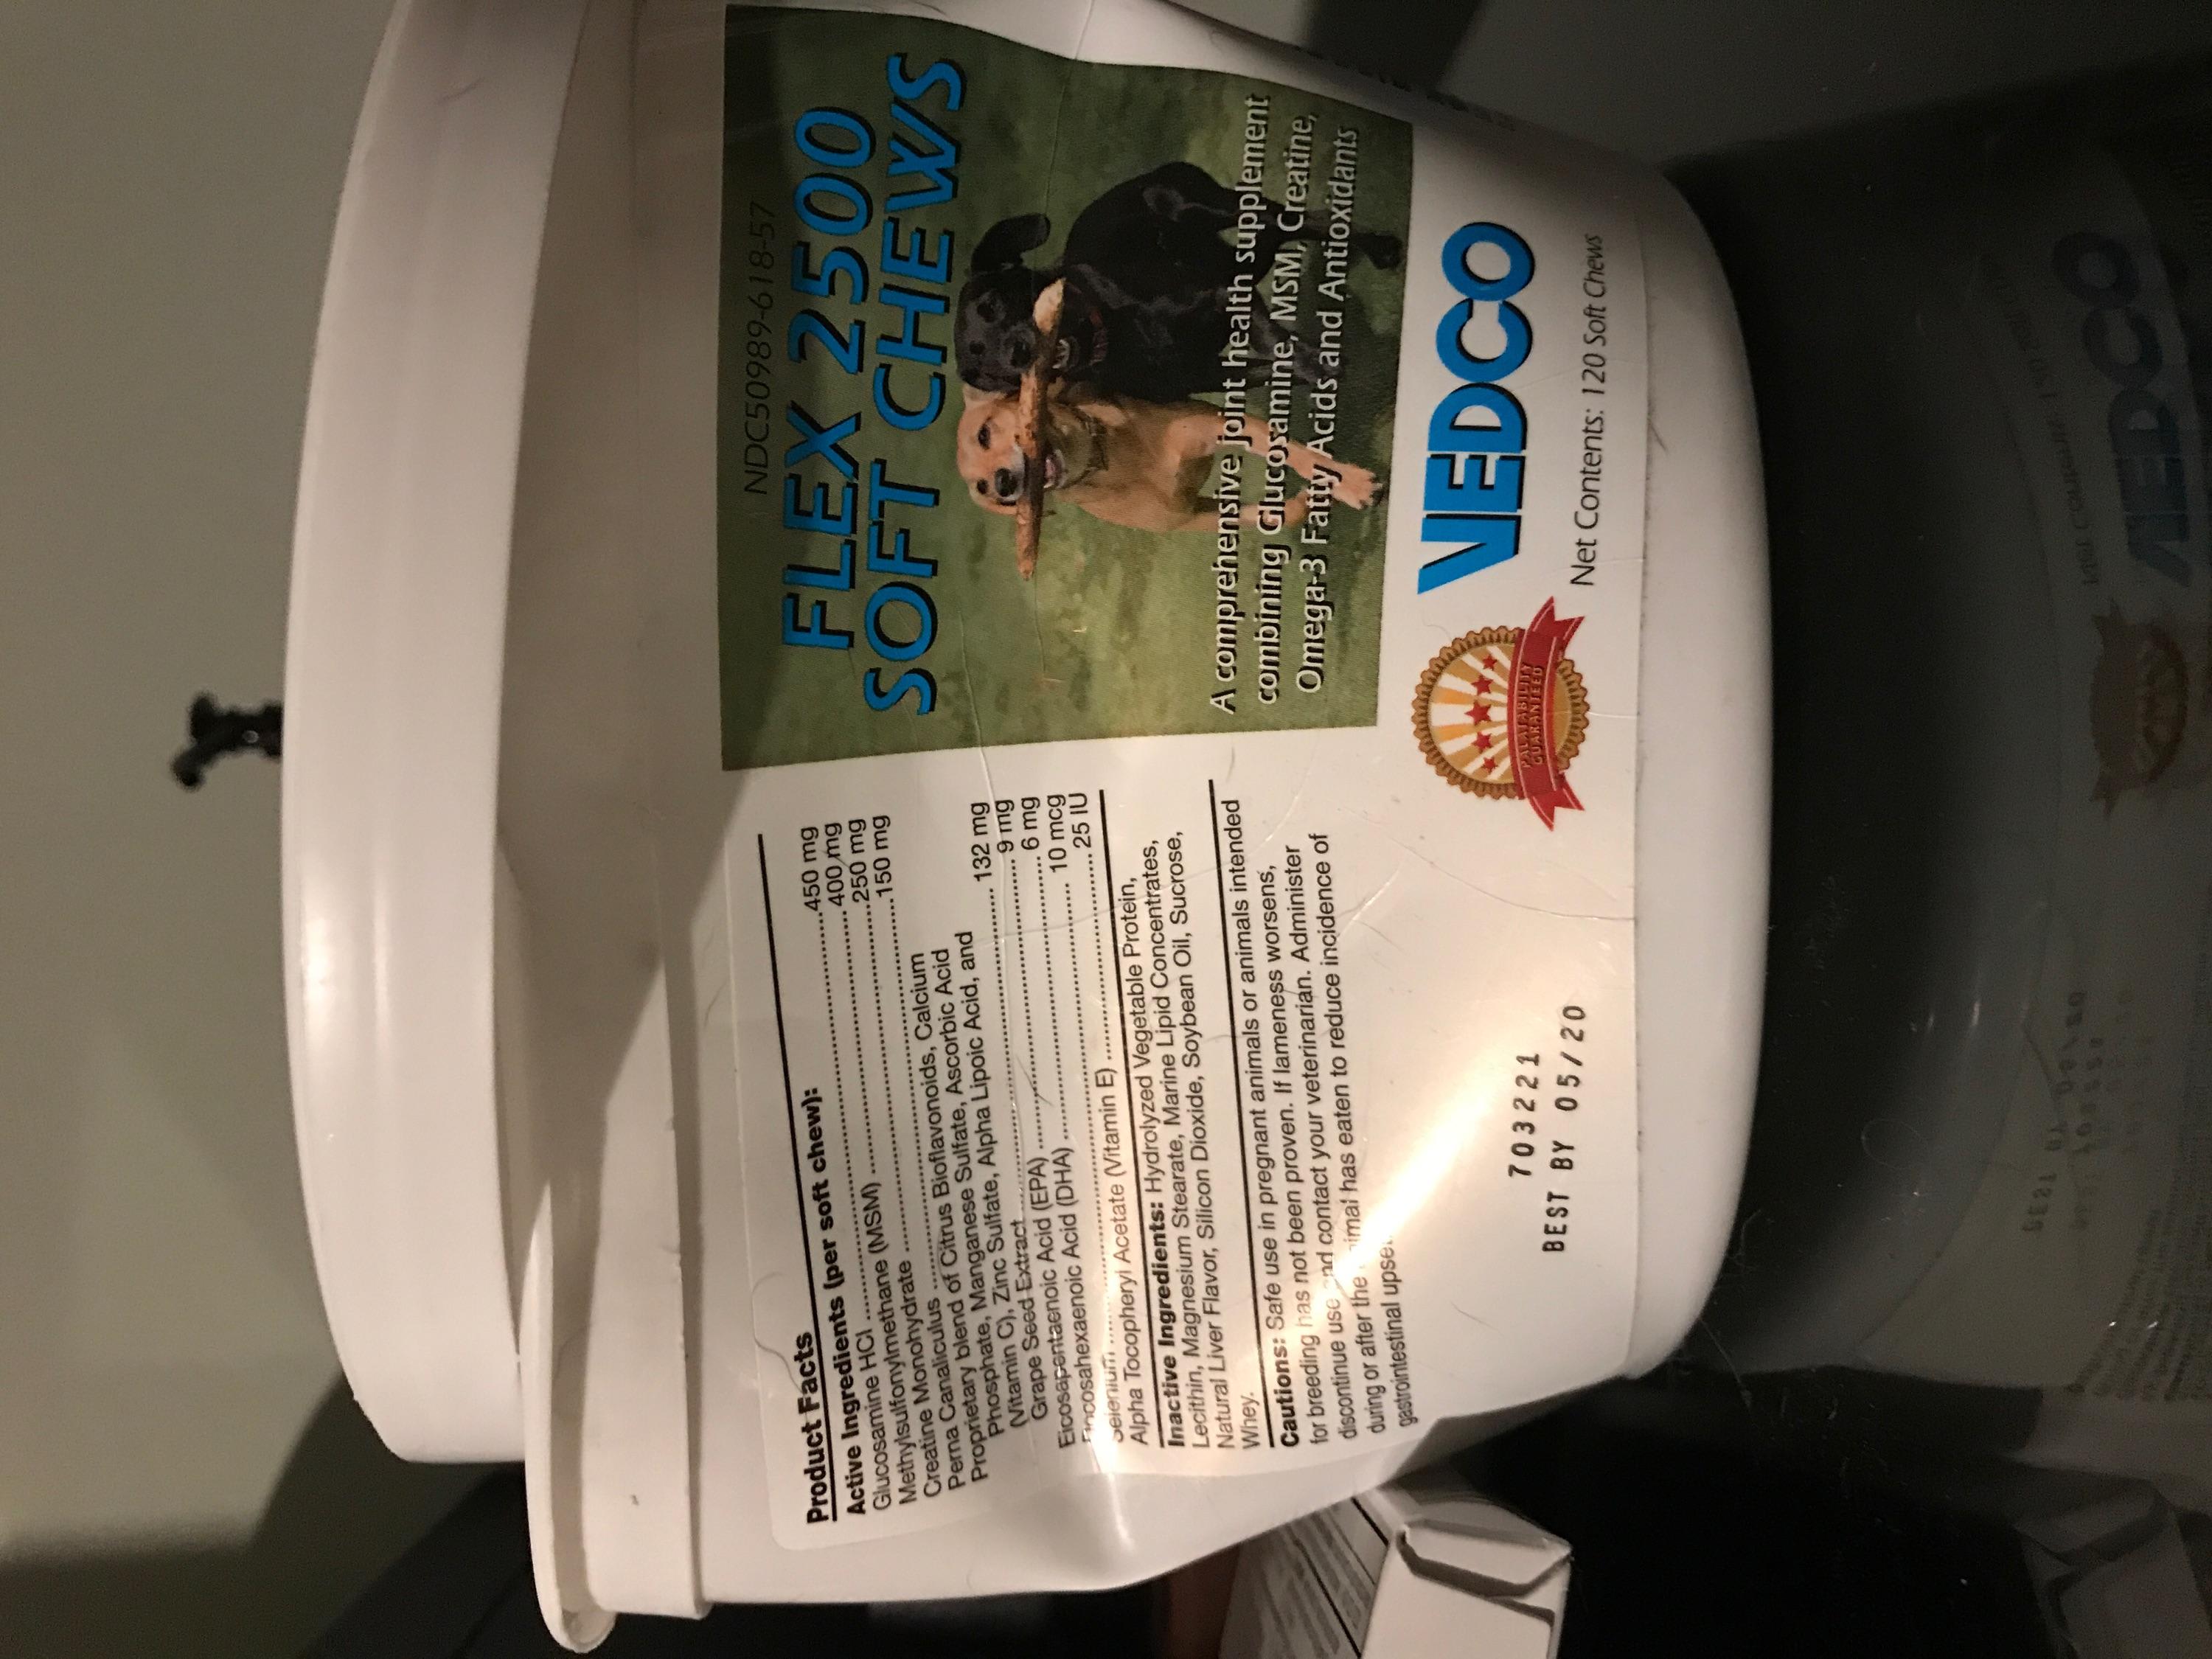 Product Facts
Active Ingredients (per soft chew):
Glucosamine HCl ........450 mg
Methylsulfonylmethane (MSM) ........400 mg
Creatine Monohydrate ........250 mg
Perna Canaliculus ........150 mg
Proprietary blend of Citrus Bioflavonoids, Calcium
Phosphate, Manganese Sulfate, Ascorbic Acid
(Vitamin C), Zinc Sulfate, Alpha Lipoic Acid, and
Grape Seed Extract ........ 132 mg
Eicosapentaenoic Acid (EPA) ........ 9 mg
Docosahexaenoic Acid (DHA) ........ 6 mg
Selenium ........ 10 mcg
Alpha Tocopheryl Acetate (Vitamin E) ........ 25 IU
Inactive Ingredients: Hydrolyzed Vegetable Protein,
Lecithin, Magnesium Stearate, Marine Lipid Concentrates,
Natural Liver Flavor, Silicon Dioxide, Soybean Oil, Sucrose,
Whey.
Cautions: Safe use in pregnant animals or animals intended
for breeding has not been proven. If lameness worsens,
discontinue use and contact your veterinarian. Administer
during or after the animal has eaten to reduce incidence of
gastrointestinal upset.
703221
BEST BY 05/20
NDC50989-618-57
FLEX 2500
SOFT CHEWS
A comprehensive joint health supplement
combining Glucosamine, MSM, Creatine,
Omega-3 Fatty Acids and Antioxidants
PALATABILITY
GUARANTEED
VEDCO
Net Contents: 120 Soft Chews